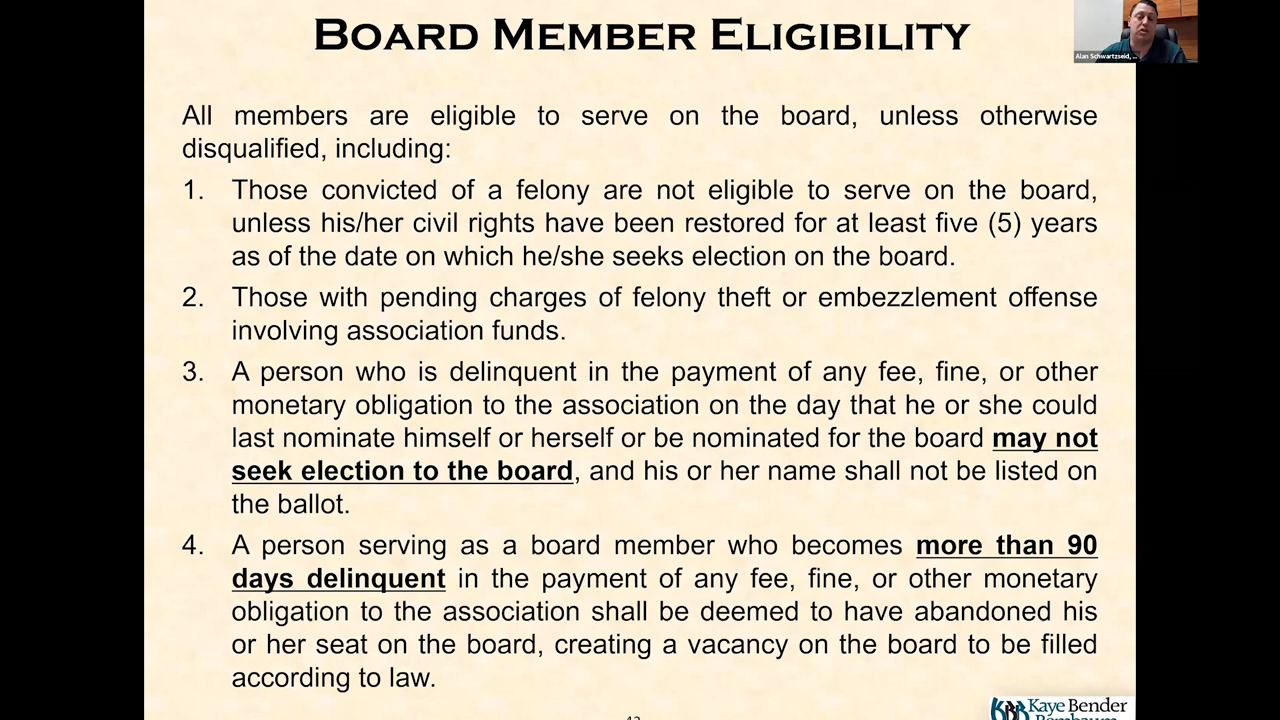 BOARD MEMBER ELIGIBILITY
Alan Schwartzseid, ...
All members are eligible to serve on the board, unless otherwise
disqualified, including:
1. Those convicted of a felony are not eligible to serve on the board,
unless his/her civil rights have been restored for at least five (5) years
as of the date on which he/she seeks election on the board.
2. Those with pending charges of felony theft or embezzlement offense
involving association funds.
3. A person who is delinquent in the payment of any fee, fine, or other
monetary obligation to the association on the day that he or she could
last nominate himself or herself or be nominated for the board may not
seek election to the board, and his or her name shall not be listed on
the ballot.
4. A person serving as a board member who becomes more than 90
days delinquent in the payment of any fee, fine, or other monetary
obligation to the association shall be deemed to have abandoned his
or her seat on the board, creating a vacancy on the board to be filled
according to law.
KBR Kaye Bender